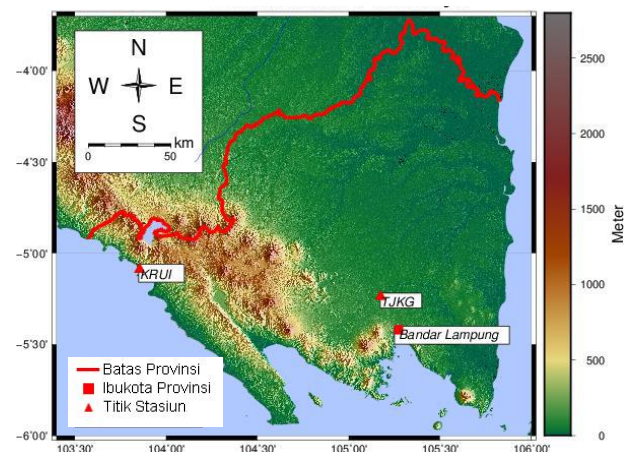 N
W E
S
km
0 50
−4°00'
−4°30'
−5°00'
−5°30'
−6°00'
KRUI
TJKG
Bandar Lampung
Batas Provinsi
Ibukota Provinsi
Titik Stasiun
103°30' 104°00' 104°30' 105°00' 105°30' 106°00'
2500
2000
1500
1000
500
0
Meter